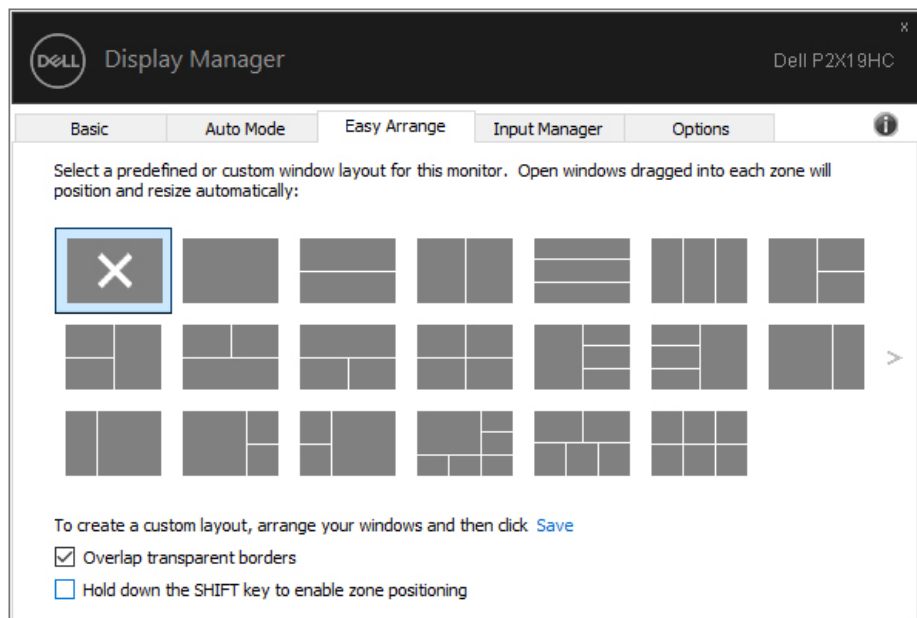 x
DELL
Display Manager
Dell P2X19HC
Basic
Auto Mode
Easy Arrange
Input Manager
Options
i
Select a predefined or custom window layout for this monitor. Open windows dragged into each zone will
position and resize automatically:
>
To create a custom layout, arrange your windows and then click Save
Overlap transparent borders
Hold down the SHIFT key to enable zone positioning